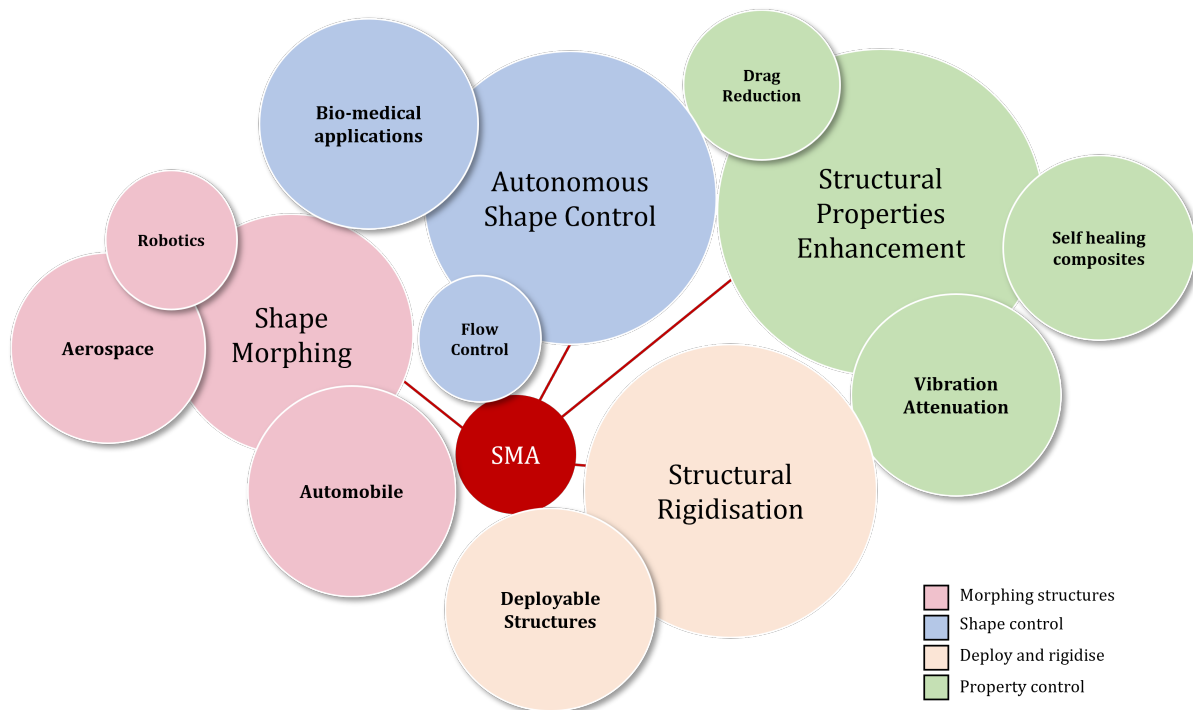 Drag
Reduction
Bio-medical
applications
Autonomous
Shape Control
Structural
Properties
Enhancement
Robotics
Self healing
composites
Shape
Morphing
Flow
Control
Aerospace
Vibration
Attenuation
SMA
Automobile
Structural
Rigidisation
Deployable
Structures
Morphing structures
Shape control
Deploy and rigidise
Property control